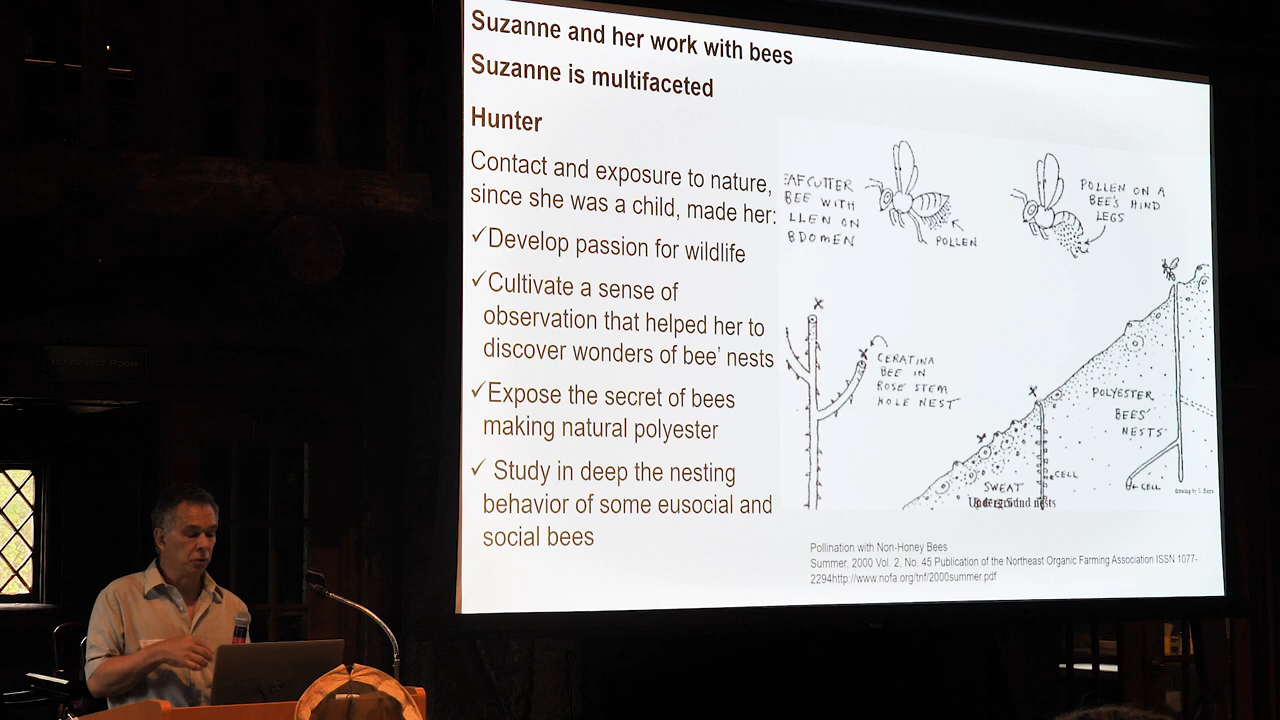 Suzanne and her work with bees
Suzanne is multifaceted
Hunter
Contact and exposure to nature,
since she was a child, made her:
✓Develop passion for wildlife
✓Cultivate a sense of
observation that helped her to
discover wonders of bee' nests
✓Expose the secret of bees
making natural polyester
✓ Study in deep the nesting
behavior of some eusocial and
social bees
EAFCUTTER
BEE WITH
LLEN ON
BDOMEN
POLLEN
POLLEN ON A
BEE'S HIND
LEGS
X
X
CERATINA
BEE IN
ROSE STEM
HOLE NEST
X
X
POLYESTER
BEES'
NESTS
CELL
CELL
SWEAT
Underground nests
Pollination with Non-Honey Bees
Summer, 2000 Vol. 2, No. 45 Publication of the Northeast Organic Farming Association ISSN 1077-
2294http://www.nofa.org/tnf/2000summer.pdf